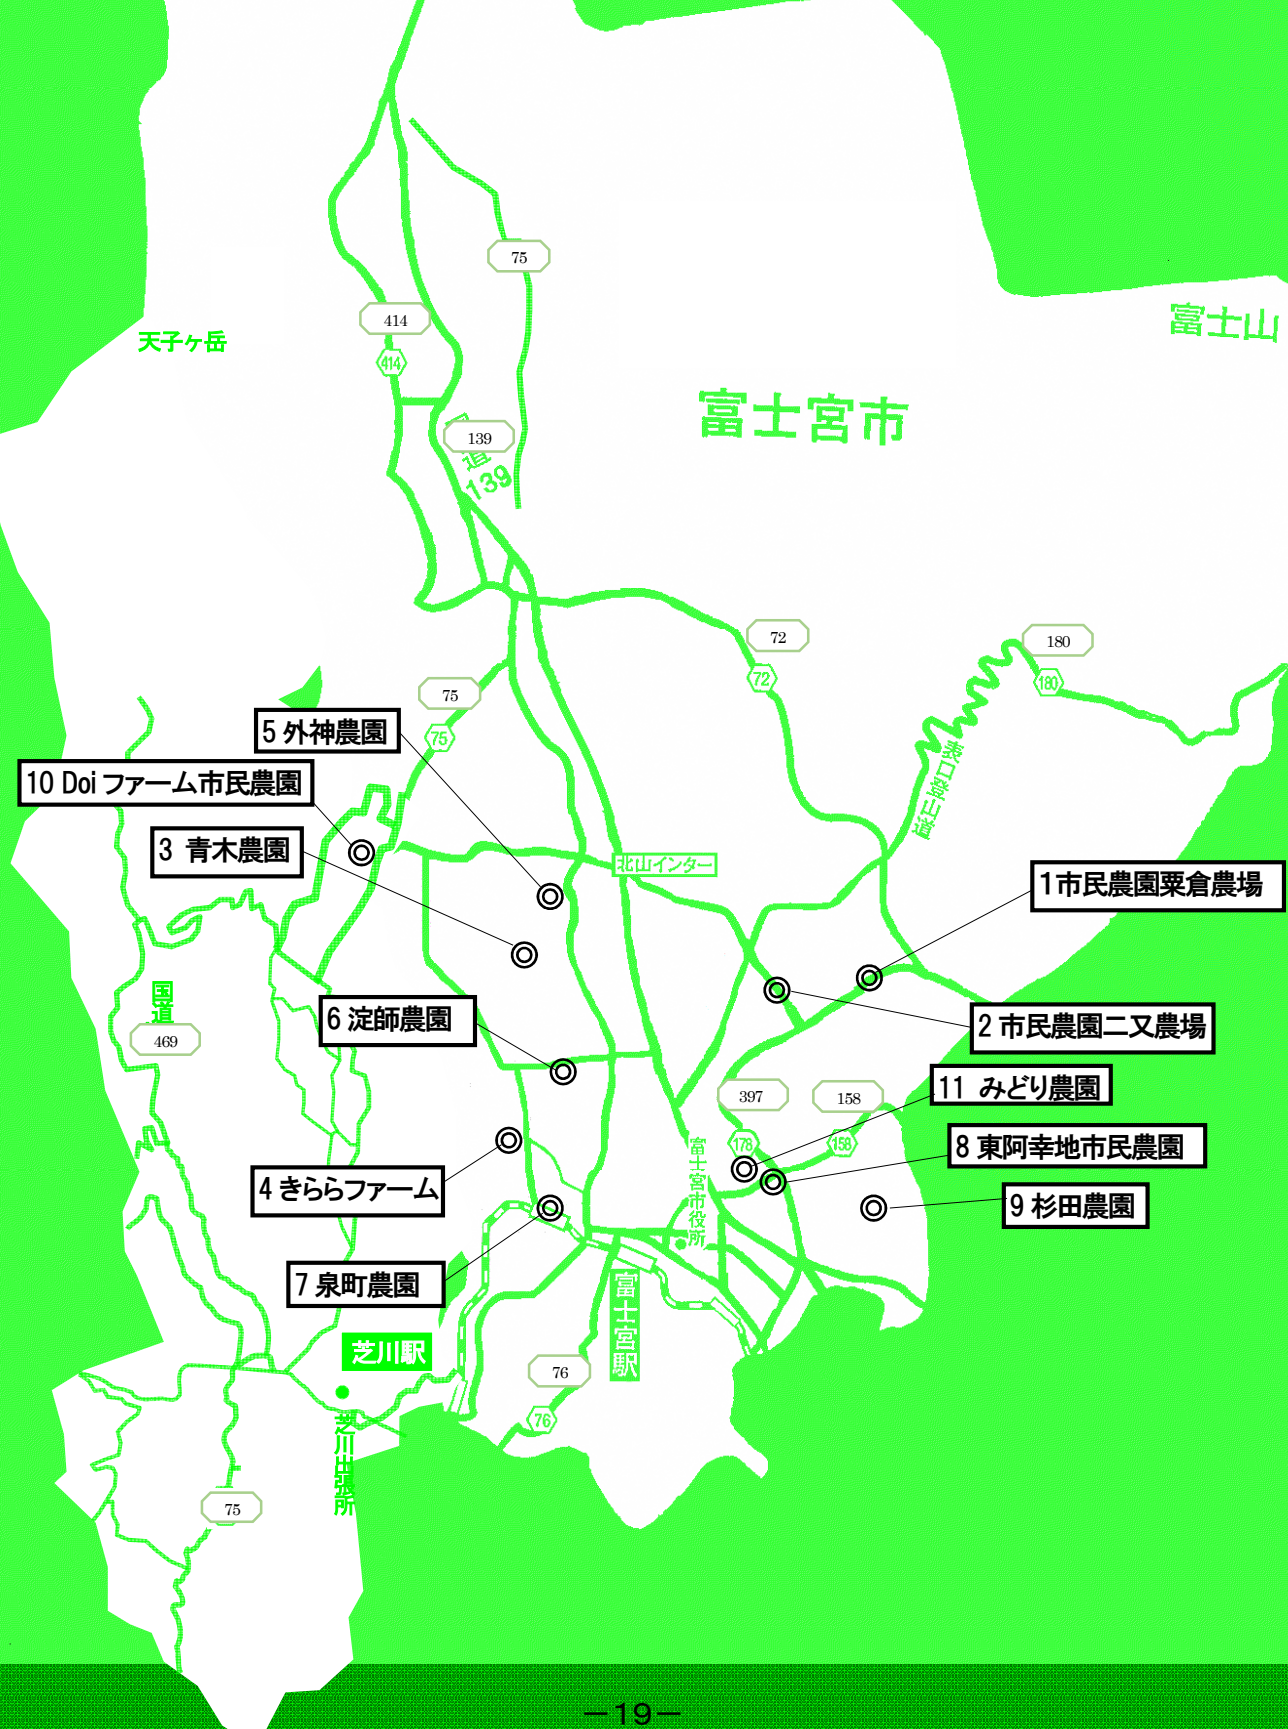 75
富士山
414
天子ヶ岳
414
富士宮市
139
道
139
72
180
72
180
75
5 外神農園
75
登山道
10 Doi ファーム市民農園
3 青木農園
北山インター
1市民農園粟倉農場
国道
469
6 淀師農園
2 市民農園二又農場
397
158
11 みどり農園
178
158
富士宮市役所
8 東阿幸地市民農園
4 きららファーム
9 杉田農園
7 泉町農園
富士宮駅
芝川駅
76
76
芝川出張所
75
－19－